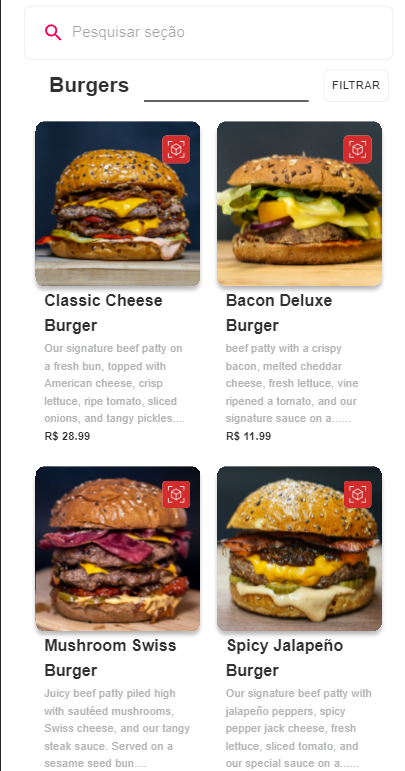 Pesquisar seção
Burgers
FILTRAR
Classic Cheese
Burger
Our signature beef patty on
a fresh bun, topped with
American cheese, crisp
lettuce, ripe tomato, sliced
onions, and tangy pickles....
R$ 28.99
Bacon Deluxe
Burger
beef patty with a crispy
bacon, melted cheddar
cheese, fresh lettuce, vine
ripened a tomato, and our
signature sauce on a......
R$ 11.99
Mushroom Swiss
Burger
Juicy beef patty piled high
with sautéed mushrooms,
Swiss cheese, and our tangy
steak sauce. Served on a
sesame seed bun....
Spicy Jalapeño
Burger
Our signature beef patty with
jalapeño peppers, spicy
pepper jack cheese, fresh
lettuce, sliced tomato, and
our special sauce on a......